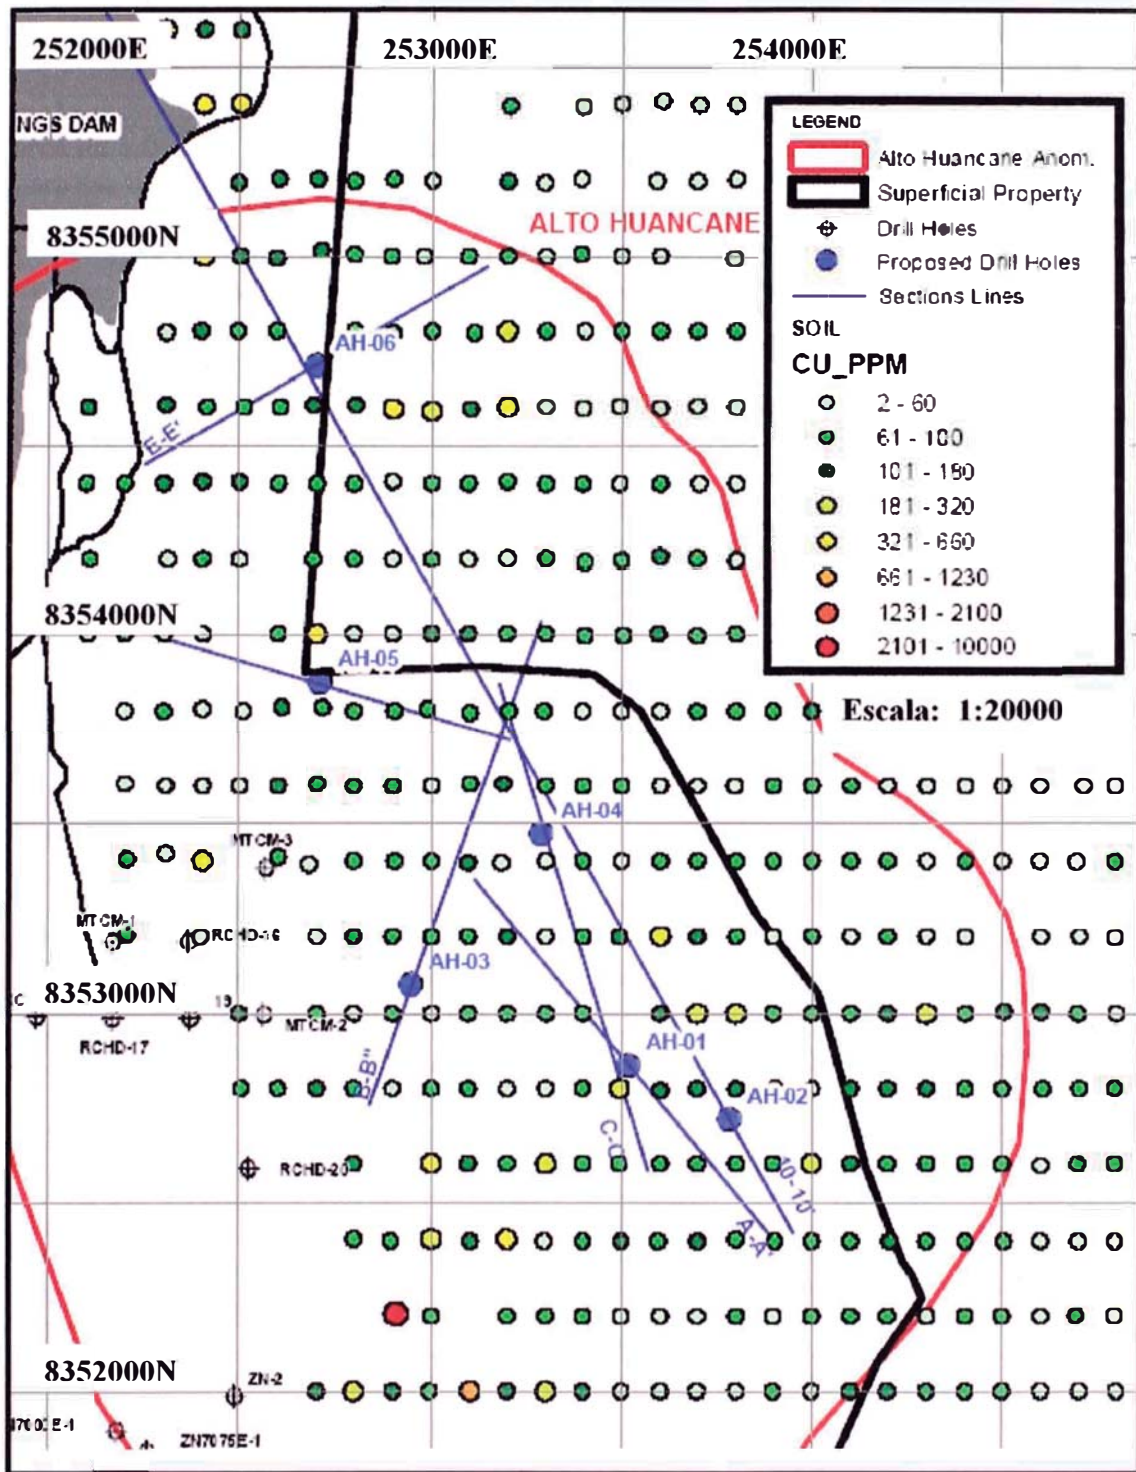 252000E
253000E
254000E
NGS DAM
LEGEND
Alto Huancane Anom.
Superficial Property
Drill Holes
Proposed Drill Holes
Sections Lines
SOIL
CU_PPM
2 - 60
61 - 100
101 - 180
181 - 320
321 - 660
661 - 1230
1231 - 2100
2101 - 10000
8355000N
ALTO HUANCANE
AH-06
E-E'
8354000N
AH-05
Escala: 1:20000
AH-04
MTCM-3
MTCM-1
RCHD-16
AH-03
8353000N
19
MTCM-2
RCHD-17
AH-01
B-B"
AH-02
C-C'
RCHD-20
10-10'
A-A'
8352000N
ZN-2
ZN7075E-1